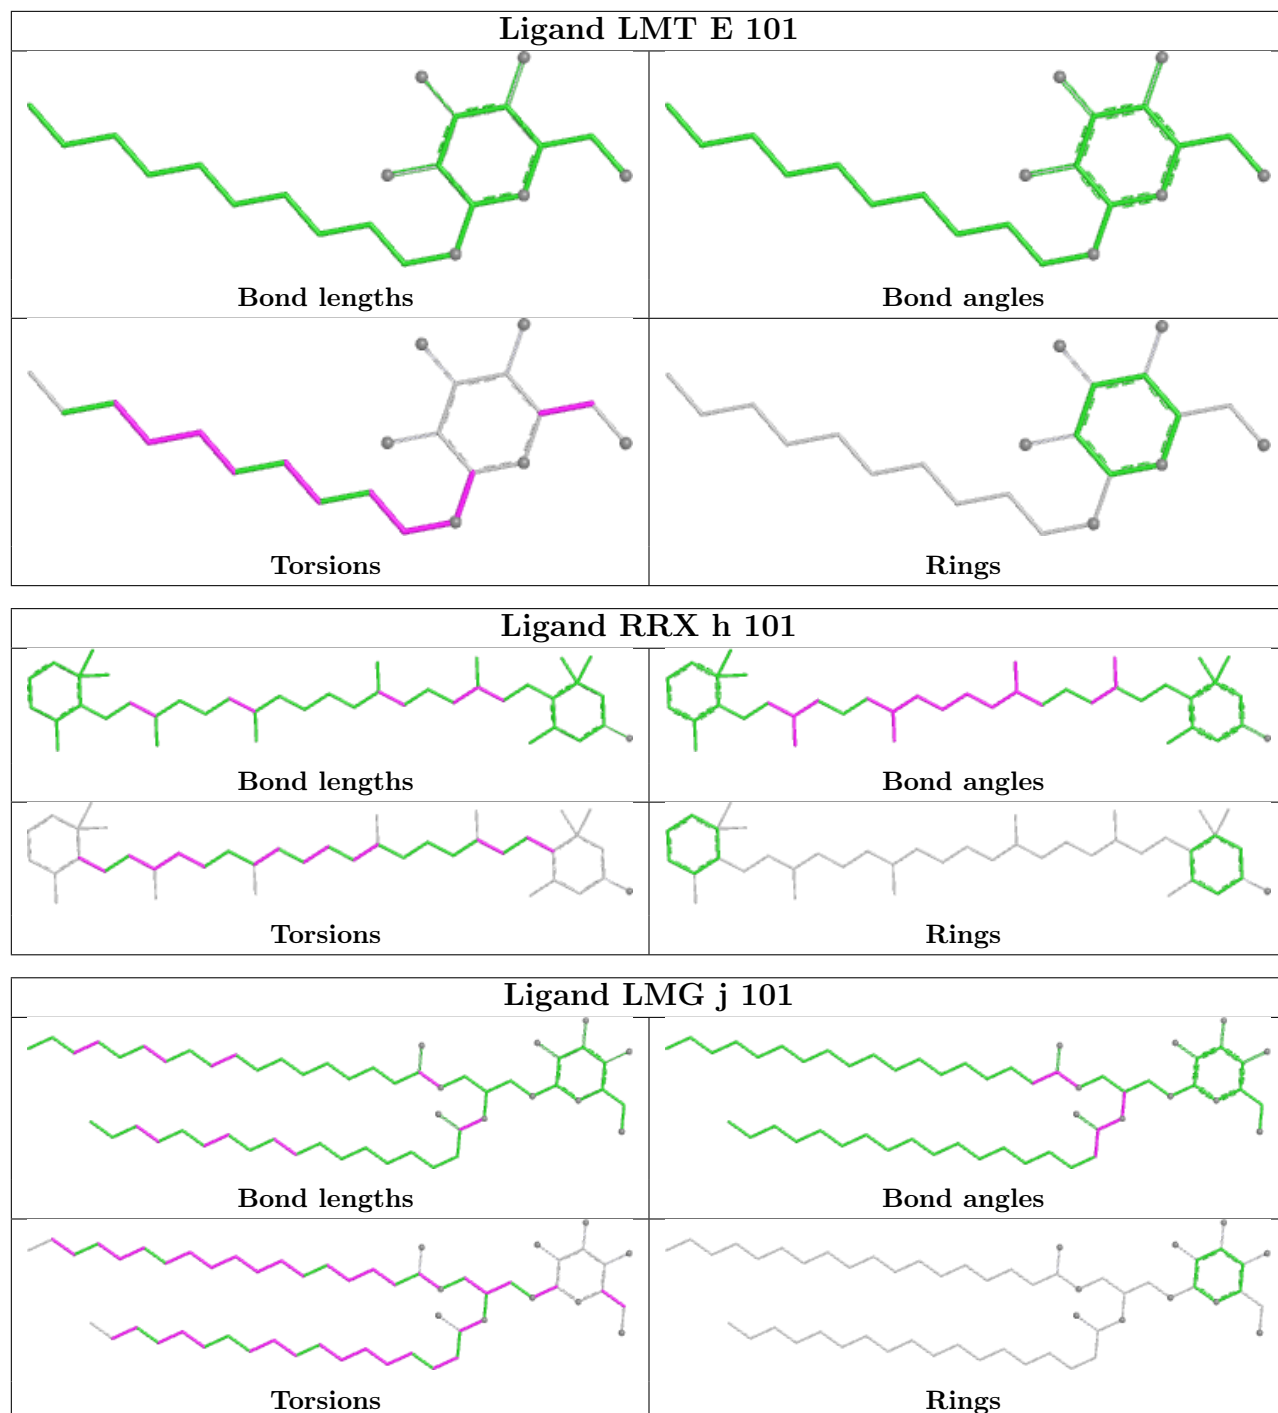 Ligand LMT E 101
Bond lengths
Bond angles
Torsions
Rings
Ligand RRX h 101
Bond lengths
Bond angles
Torsions
Rings
Ligand LMG j 101
Bond lengths
Bond angles
Torsions
Rings